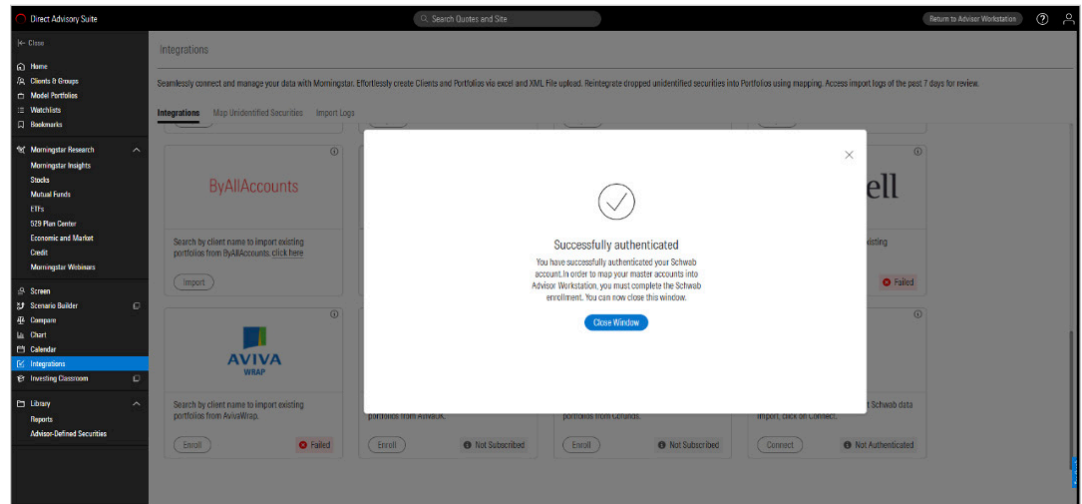 Direct Advisory Suite
Search Quotes and Site
Return to Advisor Workstation
Close
Home
Clients & Groups
Model Portfolios
Watchlists
Bookmarks
Morningstar Research
Morningstar Insights
Stocks
Mutual Funds
ETFs
529 Plan Center
Economic and Market
Credit
Morningstar Webinars
Screen
Scenario Builder
Compare
Chart
Calendar
Integrations
Investing Classroom
Library
Reports
Advisor-Defined Securities
Integrations
Seamlessly connect and manage your data with Morningstar. Effortlessly create Clients and Portfolios via excel and XML File upload. Reintegrate dropped unidentified securities into Portfolios using mapping. Access import logs of the past 7 days for review.
Integrations Map Unidentified Securities Import Logs
ByAllAccounts
Search by client name to import existing
portfolios from ByAllAccounts. click here
Import
ell
existing
Failed
Successfully authenticated
You have successfully authenticated your Schwab
account.In order to map your master accounts into
Advisor Workstation, you must complete the Schwab
enrollment. You can now close this window.
Close Window
AVIVA
WRAP
Search by client name to import existing
portfolios from AvivaWrap.
Enroll
Failed
portfolios from AvivaUK.
Enroll
Not Subscribed
portfolios from Cofunds.
Enroll
Not Subscribed
t Schwab data
import, click on Connect.
Connect
Not Authenticated